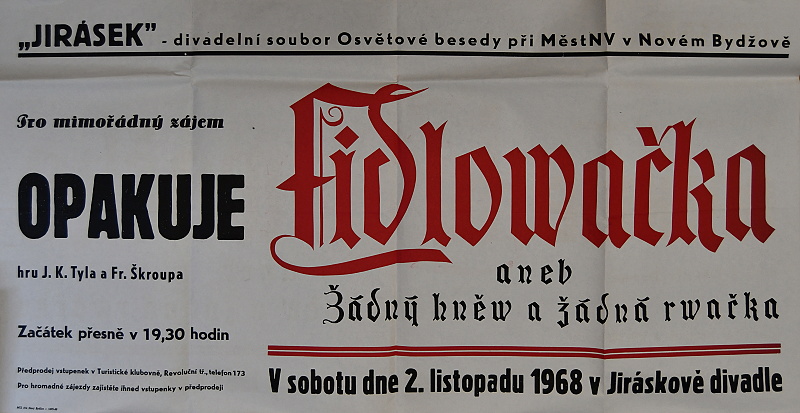 „JIRÁSEK” - divadelní soubor Osvětové besedy při MěstNV v Novém Bydžově
Pro mimořádný zájem
OPAKUJE
hru J. K. Tyla a Fr. Škroupa
Začátek přesně v 19,30 hodin
Předprodej vstupenek v Turistické klubovně, Revoluční tř., telefon 173
Pro hromadné zájezdy zajistěte ihned vstupenky v předprodeji
Fidlowačka
aneb
Žádný hněw a žádná rwačka
V sobotu dne 2. listopadu 1968 v Jiráskově divadle